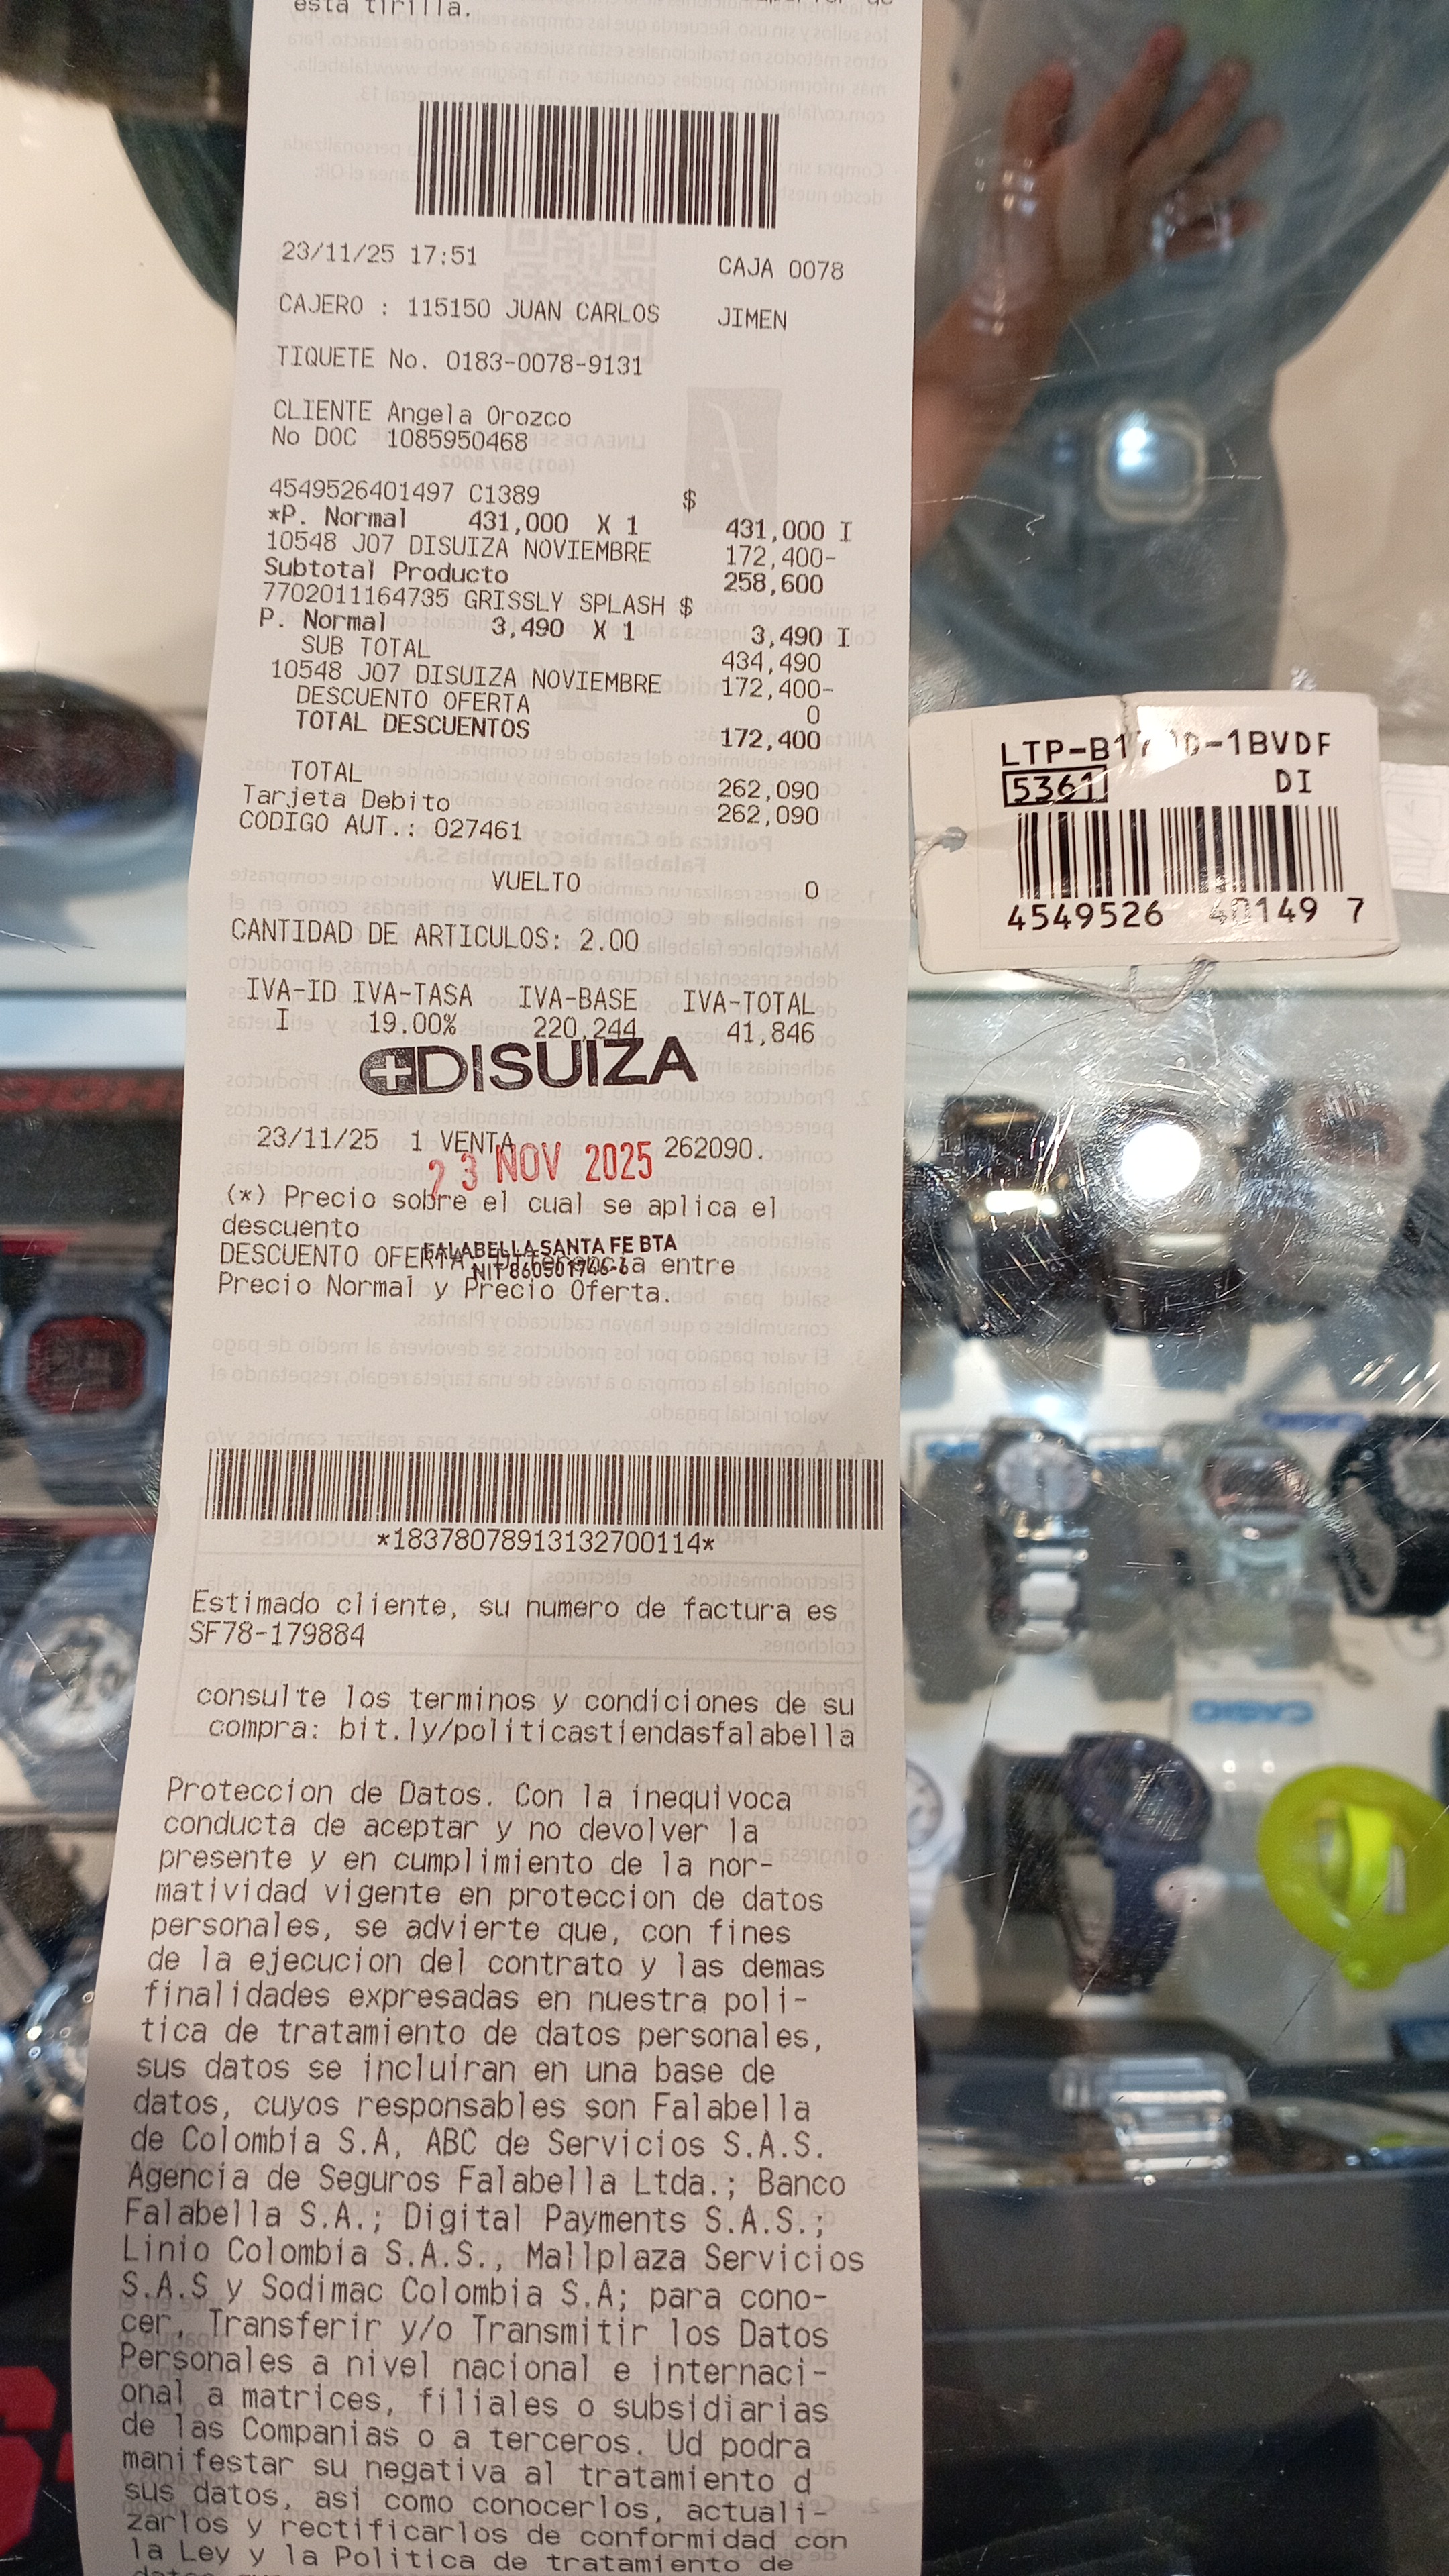 esta tirilla.
23/11/25 17:51 CAJA 0078
CAJERO : 115150 JUAN CARLOS JIMEN
TIQUETE No. 0183-0078-9131
CLIENTE Angela Orozco
No DOC 1085950468
4549526401497 C1389 $
*P. Normal 431,000 X 1 431,000 I
10548 J07 DISUIZA NOVIEMBRE 172,400-
Subtotal Producto 258,600
7702011164735 GRISSLY SPLASH $
P. Normal 3,490 X 1 3,490 I
SUB TOTAL 434,490
10548 J07 DISUIZA NOVIEMBRE 172,400-
DESCUENTO OFERTA 0
TOTAL DESCUENTOS 172,400
TOTAL 262,090
Tarjeta Debito 262,090
CODIGO AUT.: 027461
VUELTO 0
CANTIDAD DE ARTICULOS: 2.00
IVA-ID IVA-TASA IVA-BASE IVA-TOTAL
I 19.00% 220,244 41,846
DISUIZA
23/11/25 1 VENTA 262090.
23 NOV 2025
(*) Precio sobre el cual se aplica el
descuento
FALABELLA SANTA FE BTA
DESCUENTO OFERTA entre
NIT 860501746-6
Precio Normal y Precio Oferta.
*18378078913132700114*
Estimado cliente, su numero de factura es
SF78-179884
consulte los terminos y condiciones de su
compra: bit.ly/politicastiendasfalabella
Proteccion de Datos. Con la inequivoca
conducta de aceptar y no devolver la
presente y en cumplimiento de la nor-
matividad vigente en proteccion de datos
personales, se advierte que, con fines
de la ejecucion del contrato y las demas
finalidades expresadas en nuestra poli-
tica de tratamiento de datos personales,
sus datos se incluiran en una base de
datos, cuyos responsables son Falabella
de Colombia S.A, ABC de Servicios S.A.S.
Agencia de Seguros Falabella Ltda.; Banco
Falabella S.A.; Digital Payments S.A.S.;
Linio Colombia S.A.S., Mallplaza Servicios
S.A.S y Sodimac Colombia S.A; para cono-
cer, Transferir y/o Transmitir los Datos
Personales a nivel nacional e internaci-
onal a matrices, filiales o subsidiarias
de las Companias o a terceros. Ud podra
manifestar su negativa al tratamiento d
sus datos, asi como conocerlos, actuali-
zarlos y rectificarlos de conformidad con
la Ley y la Politica de tratamiento de
5361 DI
4549526 40149 7
CASIO